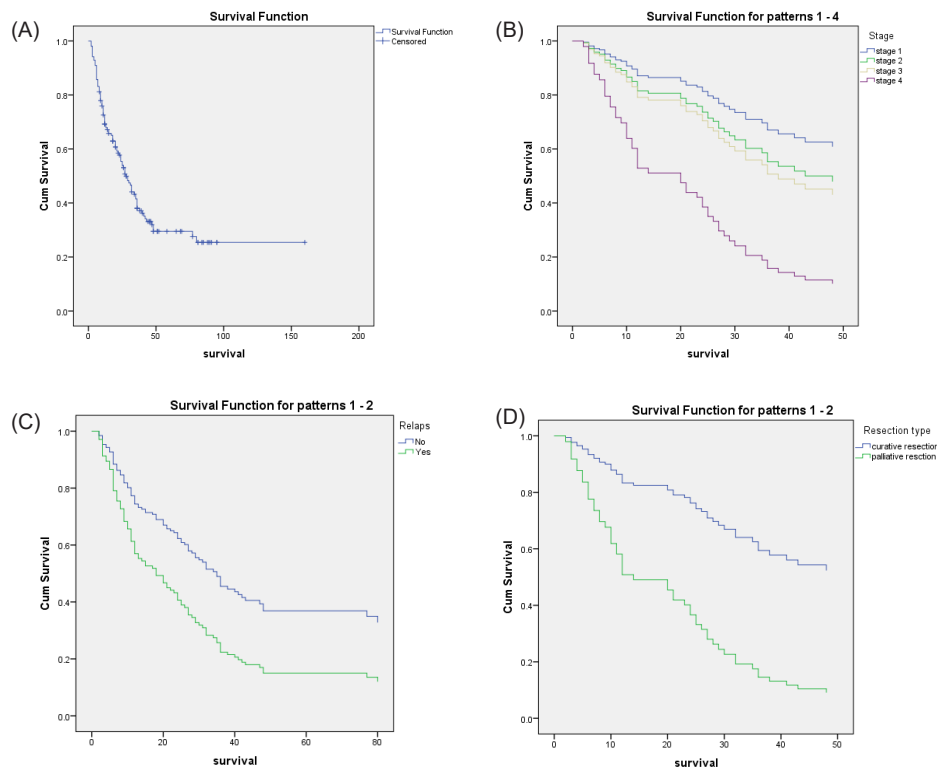 (A)
Survival Function
Survival Function
Censored
Cum Survival
1.0
0.8
0.6
0.4
0.2
0.0
0 50 100 150 200
survival
(B)
Survival Function for patterns 1 - 4
Stage
stage 1
stage 2
stage 3
stage 4
Cum Survival
1.0
0.8
0.6
0.4
0.2
0.0
0 10 20 30 40 50
survival
(C)
Survival Function for patterns 1 - 2
Relaps
No
Yes
Cum Survival
1.0
0.8
0.6
0.4
0.2
0.0
0 20 40 60 80
survival
(D)
Survival Function for patterns 1 - 2
Resection type
curative resection
palliative resction
Cum Survival
1.0
0.8
0.6
0.4
0.2
0.0
0 10 20 30 40 50
survival